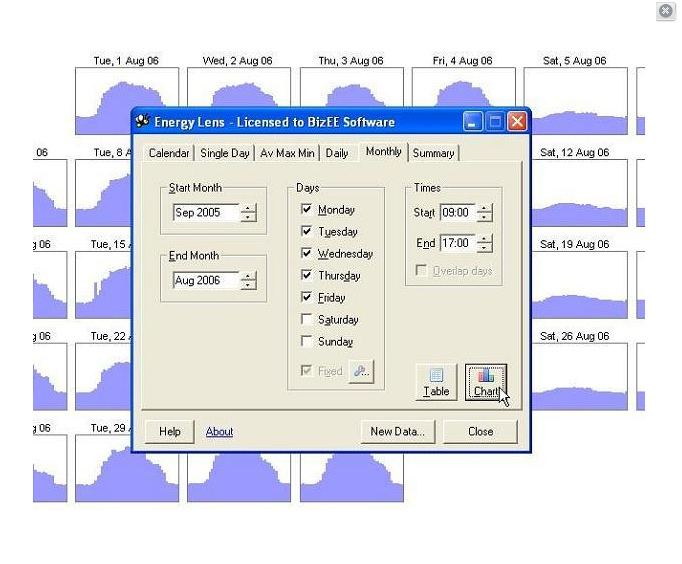 Tue, 1 Aug 06
Wed, 2 Aug 06
Thu, 3 Aug 06
Fri, 4 Aug 06
Sat, 5 Aug 06
Energy Lens - Licensed to BizEE Software
06
Tue, 8 A
Sat, 12 Aug 06
Calendar
Single Day
Av Max Min
Daily
Monthly
Summary
Start Month
Sep 2005
End Month
Aug 2006
Days
Monday
Tuesday
Wednesday
Thursday
Friday
Saturday
Sunday
Fixed
...
Times
Start 09:00
End 17:00
Overlap days
Table
Chart
g 06
Tue, 15
Sat, 19 Aug 06
g 06
Tue, 22
Sat, 26 Aug 06
g 06
Tue, 29
Help
About
New Data...
Close